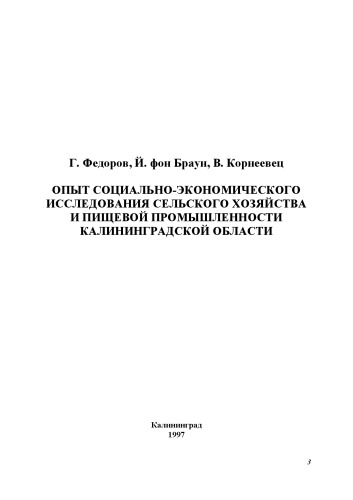 Г. Федоров, Й. фон Браун, В. Корнеевец
ОПЫТ СОЦИАЛЬНО-ЭКОНОМИЧЕСКОГО
ИССЛЕДОВАНИЯ СЕЛЬСКОГО ХОЗЯЙСТВА
И ПИЩЕВОЙ ПРОМЫШЛЕННОСТИ
КАЛИНИНГРАДСКОЙ ОБЛАСТИ
Калининград
1997
3